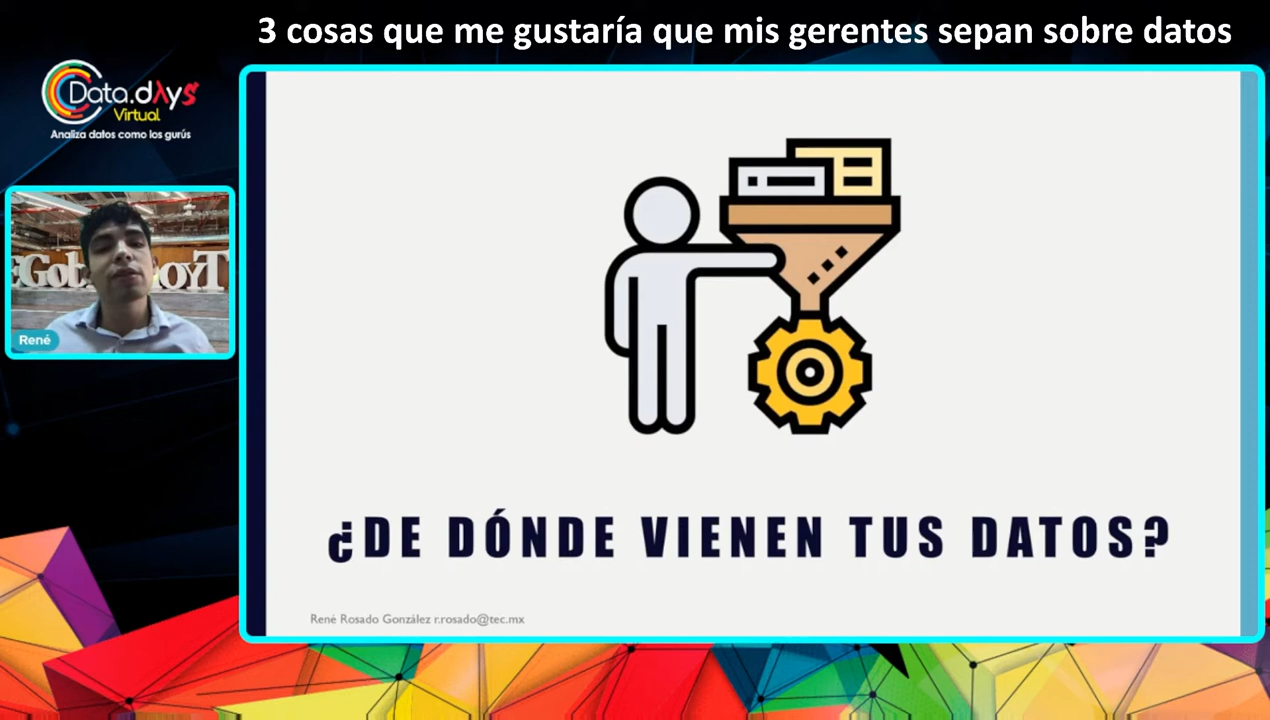 3 cosas que me gustaría que mis gerentes sepan sobre datos
Data.dλys
Virtual
Analiza datos como los gurús
René
¿DE DÓNDE VIENEN TUS DATOS?
René Rosado González r.rosado@tec.mx